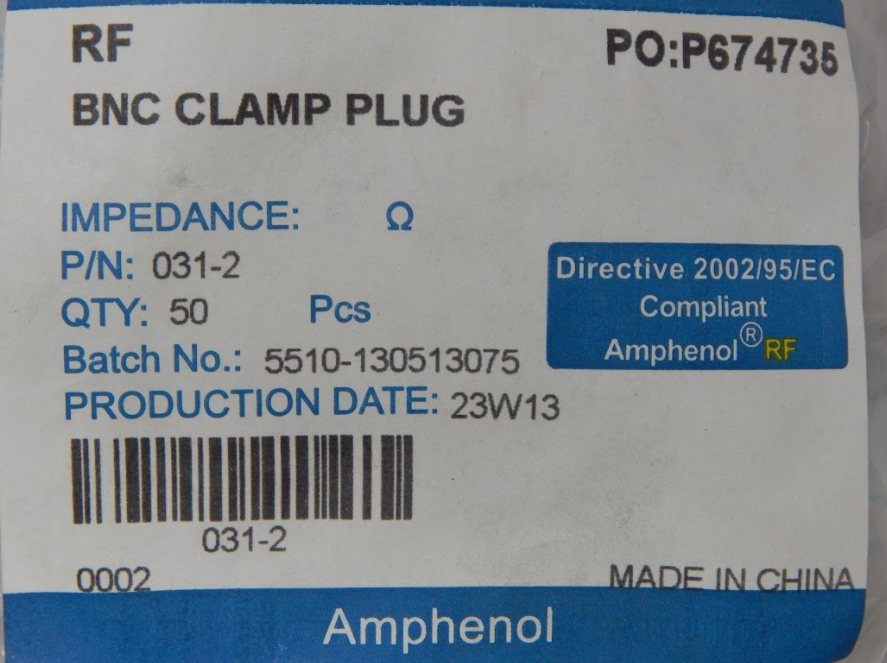 RF
PO:P674735
BNC CLAMP PLUG
IMPEDANCE: Ω
P/N: 031-2
QTY: 50 Pcs
Batch No.: 5510-130513075
PRODUCTION DATE: 23W13
Directive 2002/95/EC
Compliant
Amphenol® RF
031-2
0002
MADE IN CHINA
Amphenol